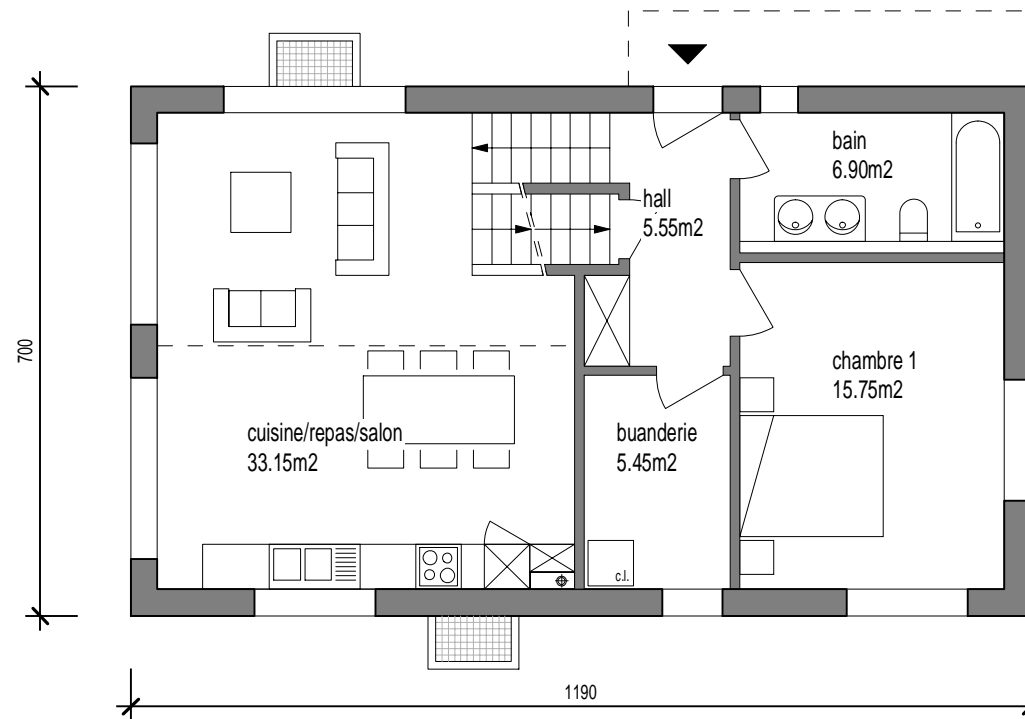 bain
6.90m2
hall
5.55m2
700
chambre 1
15.75m2
cuisine/repas/salon
33.15m2
buanderie
5.45m2
c.l.
1190